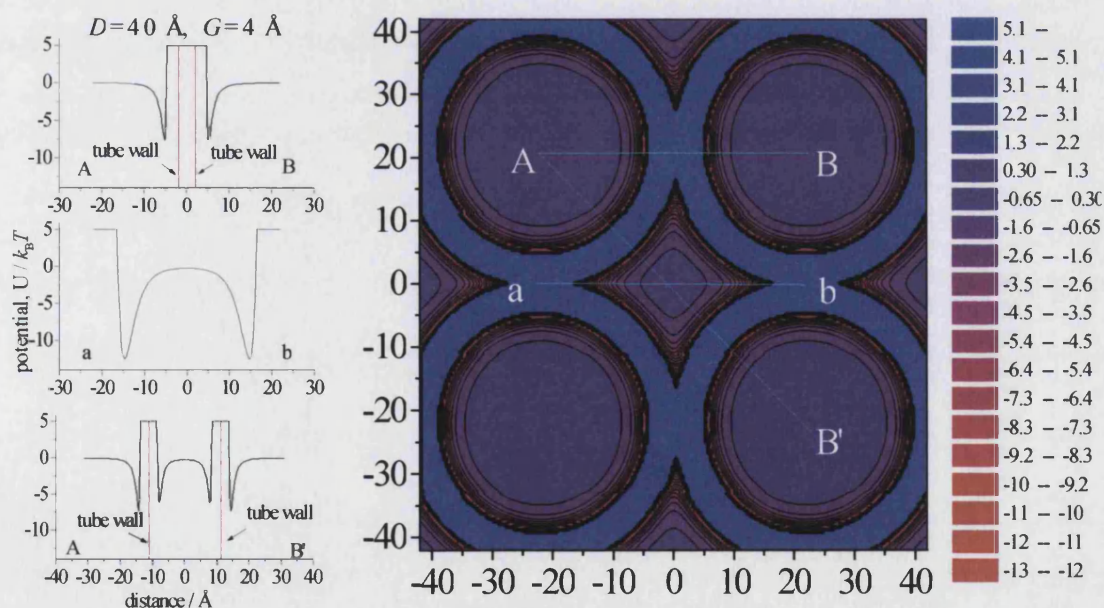 D=40 Å, G=4 Å
5
0
-5
-10
tube wall
tube wall
A
B
-30 -20 -10 0 10 20 30
potential, U / kBT
5
0
-5
-10
a
b
-30 -20 -10 0 10 20 30
5
0
-5
-10
tube wall
tube wall
A
B'
-40 -30 -20 -10 0 10 20 30 40
distance / Å
40
30
20
10
0
-10
-20
-30
-40
A
B
a
b
B'
-40 -30 -20 -10 0 10 20 30 40
5.1 –
4.1 – 5.1
3.1 – 4.1
2.2 – 3.1
1.3 – 2.2
0.30 – 1.3
-0.65 – 0.30
-1.6 – -0.65
-2.6 – -1.6
-3.5 – -2.6
-4.5 – -3.5
-5.4 – -4.5
-6.4 – -5.4
-7.3 – -6.4
-8.3 – -7.3
-9.2 – -8.3
-10 – -9.2
-11 – -10
-12 – -11
-13 – -12